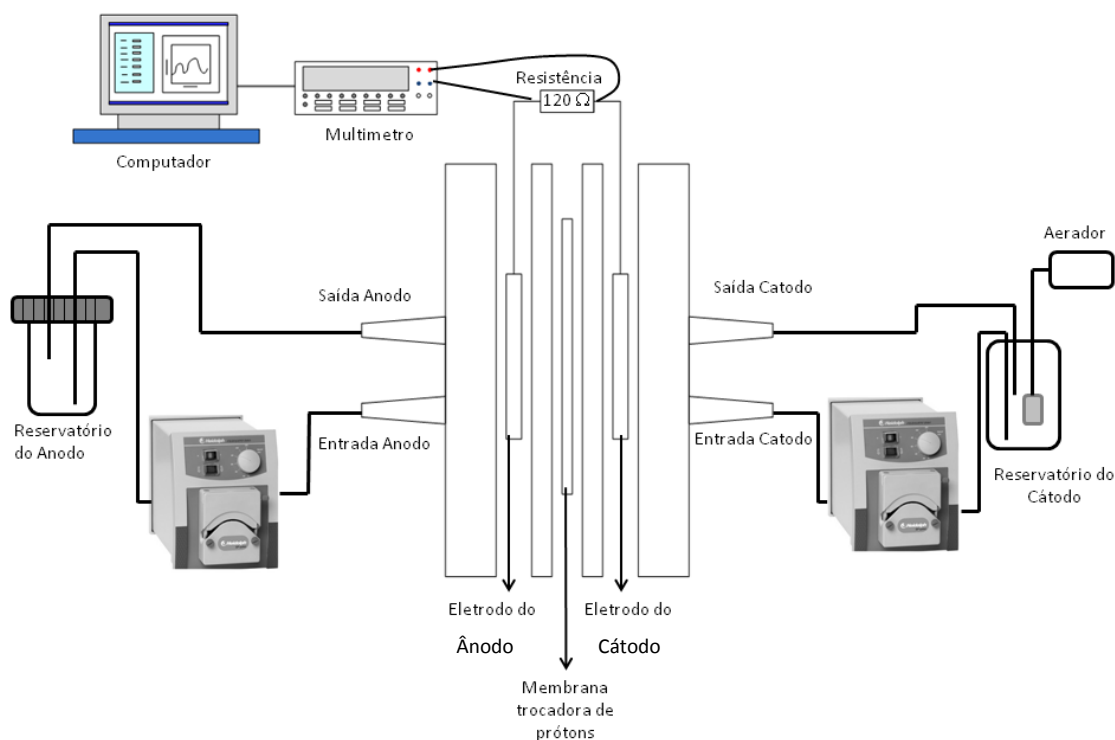 Resistência
120 Ω
Multimetro
Computador
Aerador
Saída Anodo
Saída Catodo
Reservatório
do Anodo
Entrada Anodo
Entrada Catodo
Reservatório do
Cátodo
Eletrodo do
Ânodo
Eletrodo do
Cátodo
Membrana
trocadora de
prótons